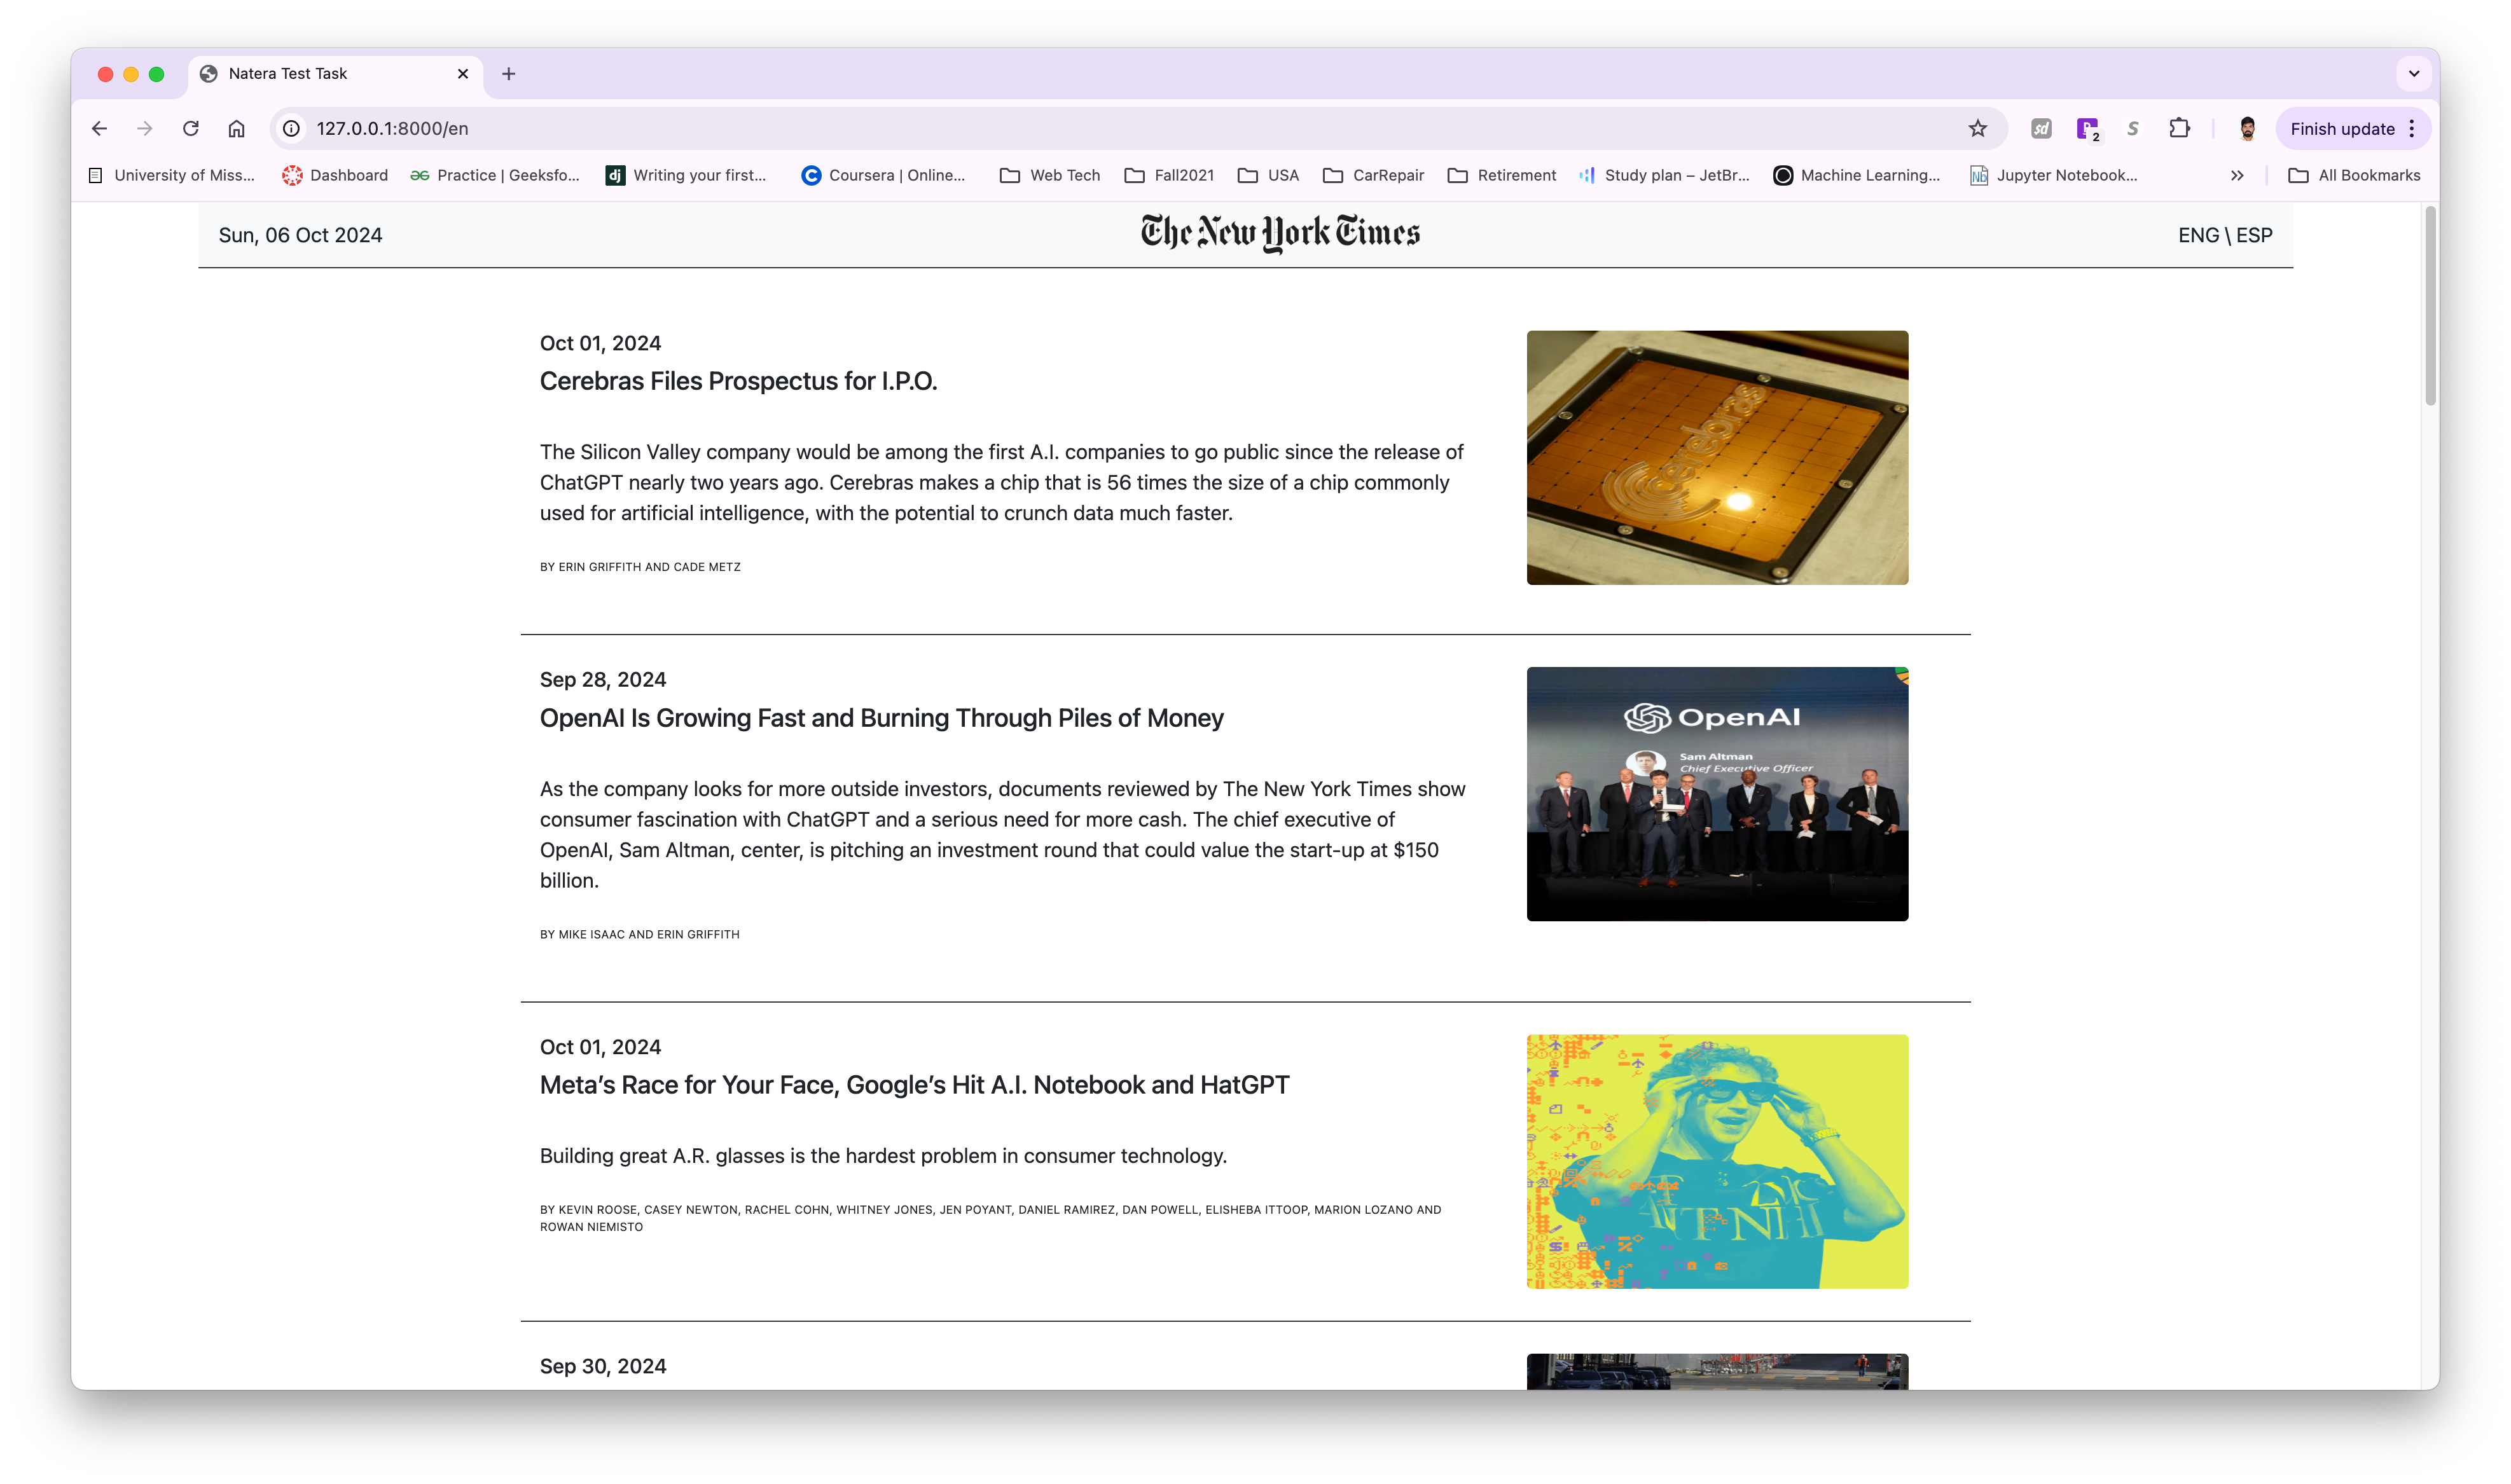 Natera Test Task
127.0.0.1:8000/en
Finish update
University of Miss...
Dashboard
Practice | Geeksfo...
Writing your first...
Coursera | Online...
Web Tech
Fall2021
USA
CarRepair
Retirement
Study plan – JetBr...
Machine Learning...
Jupyter Notebook...
All Bookmarks
Sun, 06 Oct 2024
The New York Times
ENG \ ESP
Oct 01, 2024
Cerebras Files Prospectus for I.P.O.
The Silicon Valley company would be among the first A.I. companies to go public since the release of
ChatGPT nearly two years ago. Cerebras makes a chip that is 56 times the size of a chip commonly
used for artificial intelligence, with the potential to crunch data much faster.
BY ERIN GRIFFITH AND CADE METZ
cerebras
Sep 28, 2024
OpenAI Is Growing Fast and Burning Through Piles of Money
As the company looks for more outside investors, documents reviewed by The New York Times show
consumer fascination with ChatGPT and a serious need for more cash. The chief executive of
OpenAI, Sam Altman, center, is pitching an investment round that could value the start-up at $150
billion.
BY MIKE ISAAC AND ERIN GRIFFITH
OpenAI
Sam Altman
Chief Executive Officer
Oct 01, 2024
Meta’s Race for Your Face, Google’s Hit A.I. Notebook and HatGPT
Building great A.R. glasses is the hardest problem in consumer technology.
BY KEVIN ROOSE, CASEY NEWTON, RACHEL COHN, WHITNEY JONES, JEN POYANT, DANIEL RAMIREZ, DAN POWELL, ELISHEBA ITTOOP, MARION LOZANO AND
ROWAN NIEMISTO
Sep 30, 2024